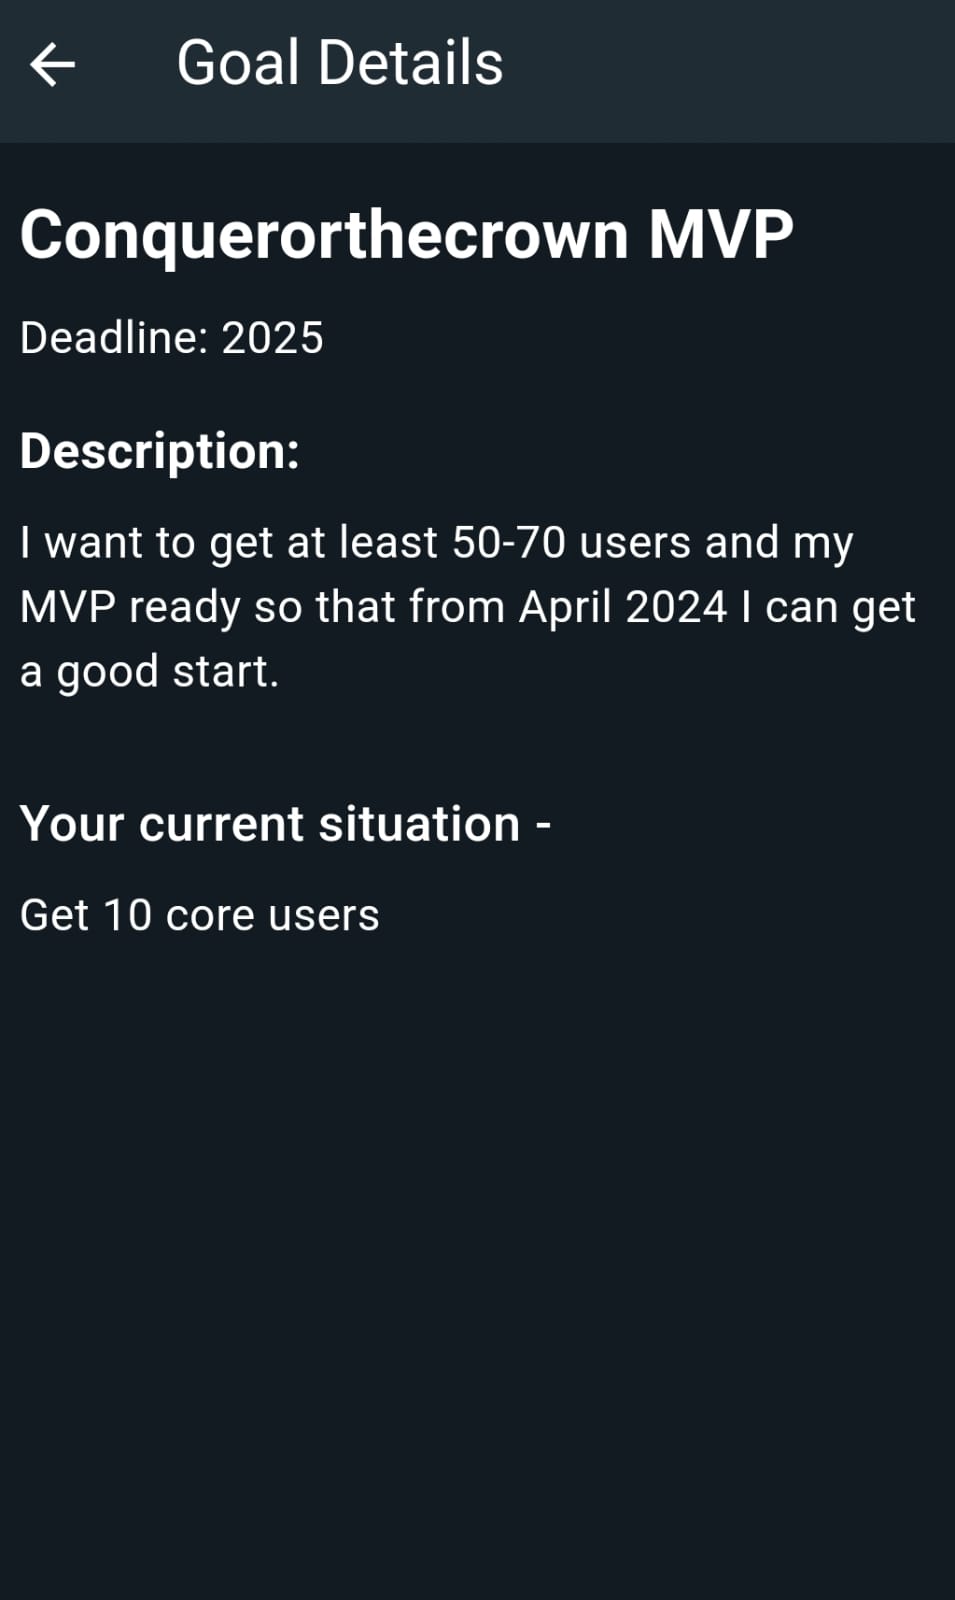 Goal Details
Conquerorthecrown MVP
Deadline: 2025
Description:
I want to get at least 50-70 users and my
MVP ready so that from April 2024 I can get
a good start.
Your current situation -
Get 10 core users